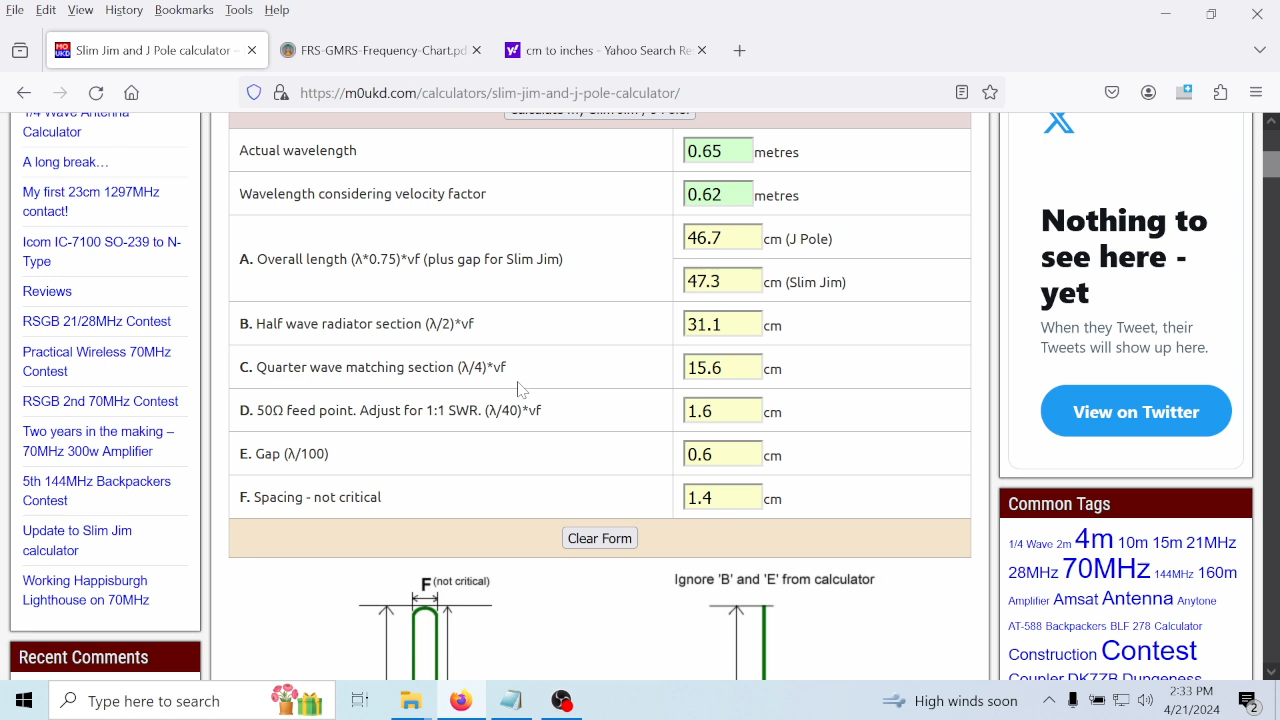 File Edit View History Bookmarks Tools Help
MO UKD Slim Jim and J Pole calculator –
FRS-GMRS-Frequency-Chart.pd
y! cm to inches - Yahoo Search Re
https://m0ukd.com/calculators/slim-jim-and-j-pole-calculator/
1/4 Wave Antenna
Calculator
A long break…
My first 23cm 1297MHz
contact!
Icom IC-7100 SO-239 to N-
Type
Reviews
RSGB 21/28MHz Contest
Practical Wireless 70MHz
Contest
RSGB 2nd 70MHz Contest
Two years in the making –
70MHz 300w Amplifier
5th 144MHz Backpackers
Contest
Update to Slim Jim
calculator
Working Happisburgh
Lighthouse on 70MHz
Recent Comments
Actual wavelength 0.65 metres
Wavelength considering velocity factor 0.62 metres
A. Overall length (λ*0.75)*vf (plus gap for Slim Jim)
46.7 cm (J Pole)
47.3 cm (Slim Jim)
B. Half wave radiator section (λ/2)*vf 31.1 cm
C. Quarter wave matching section (λ/4)*vf 15.6 cm
D. 50Ω feed point. Adjust for 1:1 SWR. (λ/40)*vf 1.6 cm
E. Gap (λ/100) 0.6 cm
F. Spacing - not critical 1.4 cm
Clear Form
F (not critical)
Ignore 'B' and 'E' from calculator
Nothing to
see here -
yet
When they Tweet, their
Tweets will show up here.
View on Twitter
Common Tags
1/4 Wave 2m 4m 10m 15m 21MHz
28MHz 70MHz 144MHz 160m
Amplifier Amsat Antenna Anytone
AT-588 Backpackers BLF 278 Calculator
Construction Contest
Coupler DK7ZB Dungeness
Type here to search
High winds soon
2:33 PM
4/21/2024
2